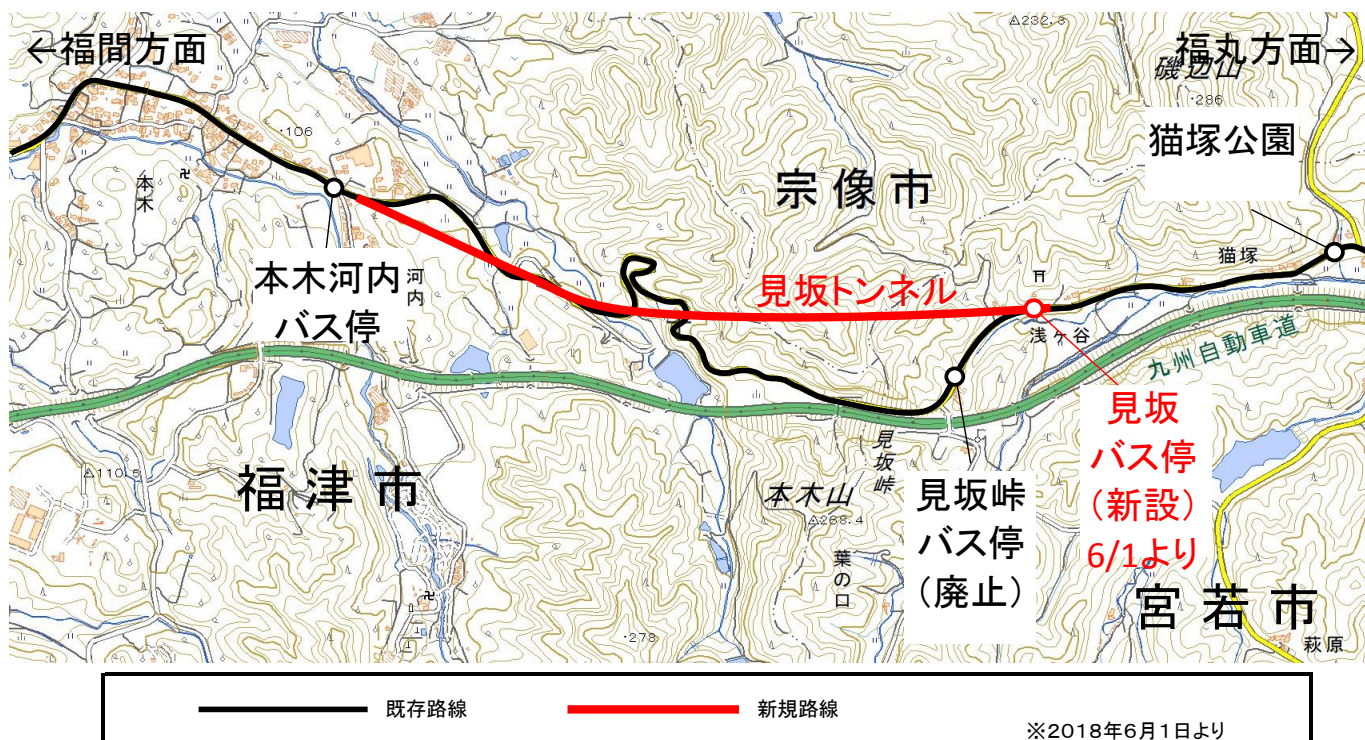 ←福間方面
福丸方面→
△232.3
磯辺山
・286
猫塚公園
・106
宗像市
本木
本木河内
バス停
河内
見坂トンネル
猫塚
浅ヶ谷
九州自動車道
見坂
バス停
（新設）
6/1より
見坂峠
見坂峠
バス停
（廃止）
△110.5
福津市
本木山
△268.4
葉の口
・278
宮若市
萩原
既存路線
新規路線
※2018年6月1日より